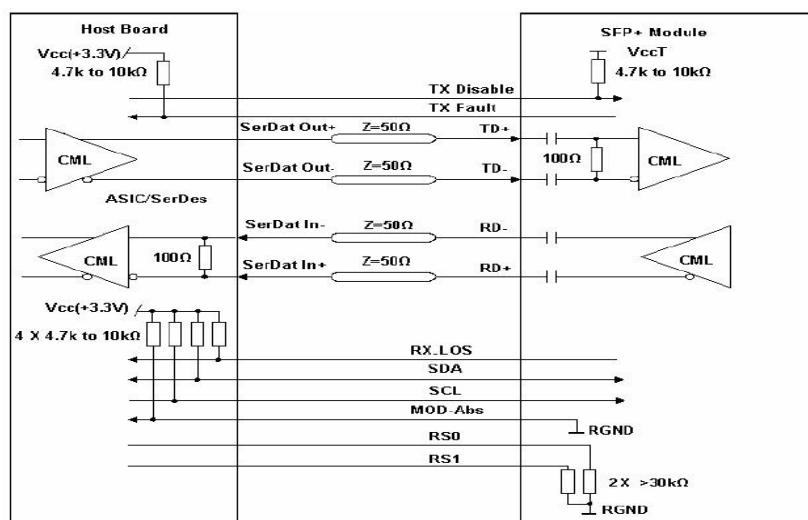 Host Board
SFP+ Module
Vcc(+3.3V)
4.7k to 10kΩ
VccT
4.7k to 10kΩ
TX Disable
TX Fault
SerDat Out+
Z=50Ω
TD+
CML
100Ω
CML
SerDat Out-
Z=50Ω
TD-
ASIC/SerDes
SerDat In-
Z=50Ω
RD-
CML
100Ω
SerDat In+
Z=50Ω
RD+
CML
Vcc(+3.3V)
4 X 4.7k to 10kΩ
RX_LOS
SDA
SCL
MOD-Abs
RGND
RS0
RS1
2 X >30kΩ
RGND